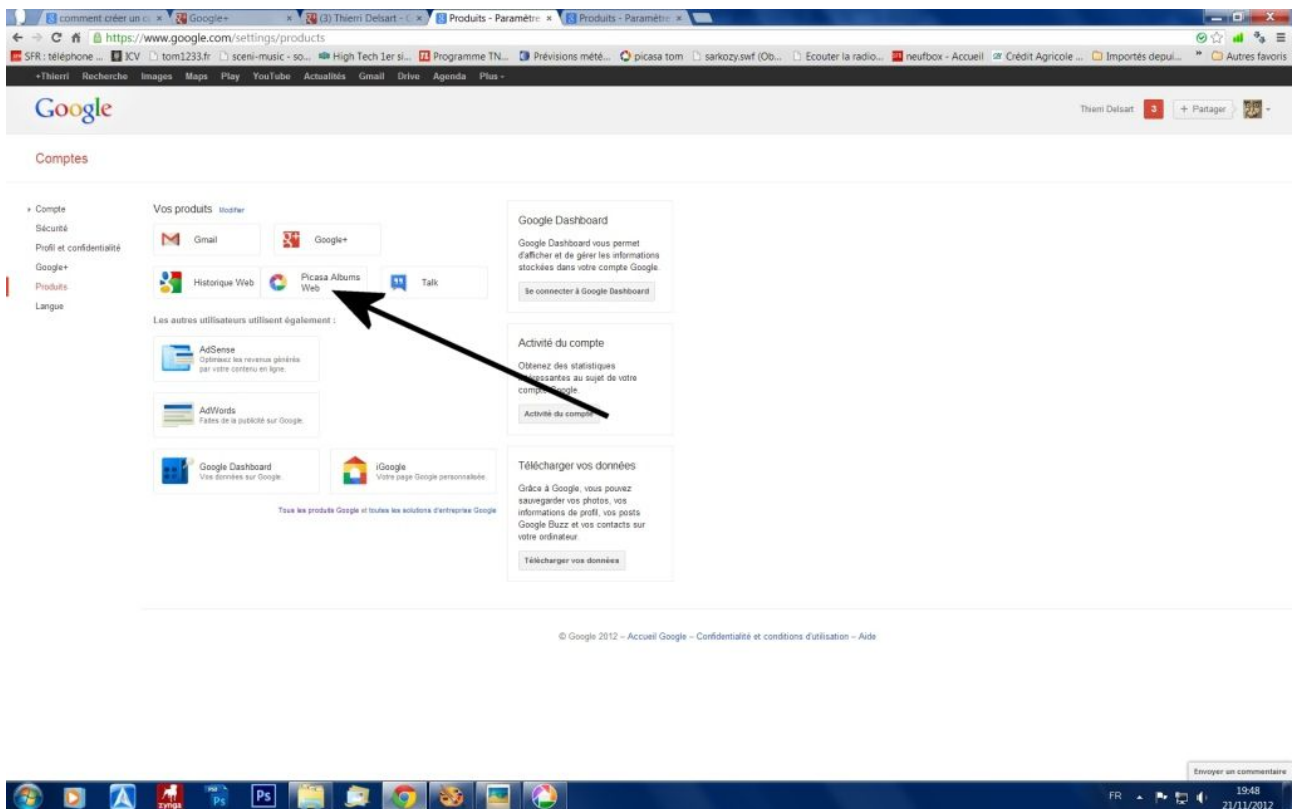 comment créer un c
Google+
(3) Thierri Delsart - G
Produits - Paramètre
Produits - Paramètre
https://www.google.com/settings/products
SFR : téléphone ...
JCV
tom1233.fr
sceni-music - so...
High Tech 1er si...
Programme TN...
Prévisions mété...
picasa tom
sarkozy.swf (Ob...
Ecouter la radio...
neufbox - Accueil
Crédit Agricole ...
Importés depui...
Autres favoris
+Thierri Recherche Images Maps Play YouTube Actualités Gmail Drive Agenda Plus
Google
Thierri Delsart 3 + Partager
Comptes
Compte
Sécurité
Profil et confidentialité
Google+
Produits
Langue
Vos produits Modifier
Gmail
Google+
Historique Web
Picasa Albums
Web
Talk
Les autres utilisateurs utilisent également :
AdSense
Optimisez les revenus générés
par votre contenu en ligne.
AdWords
Faites de la publicité sur Google.
Google Dashboard
Vos données sur Google.
iGoogle
Votre page Google personnalisée.
Tous les produits Google et toutes les solutions d'entreprise Google
Google Dashboard
Google Dashboard vous permet
d'afficher et de gérer les informations
stockées dans votre compte Google.
Se connecter à Google Dashboard
Activité du compte
Obtenez des statistiques
intéressantes au sujet de votre
compte Google.
Activité du compte
Télécharger vos données
Grâce à Google, vous pouvez
sauvegarder vos photos, vos
informations de profil, vos posts
Google Buzz et vos contacts sur
votre ordinateur.
Télécharger vos données
© Google 2012 – Accueil Google – Confidentialité et conditions d'utilisation – Aide
Envoyer un commentaire
zynga
Ps
Ps
FR
19:48
21/11/2012